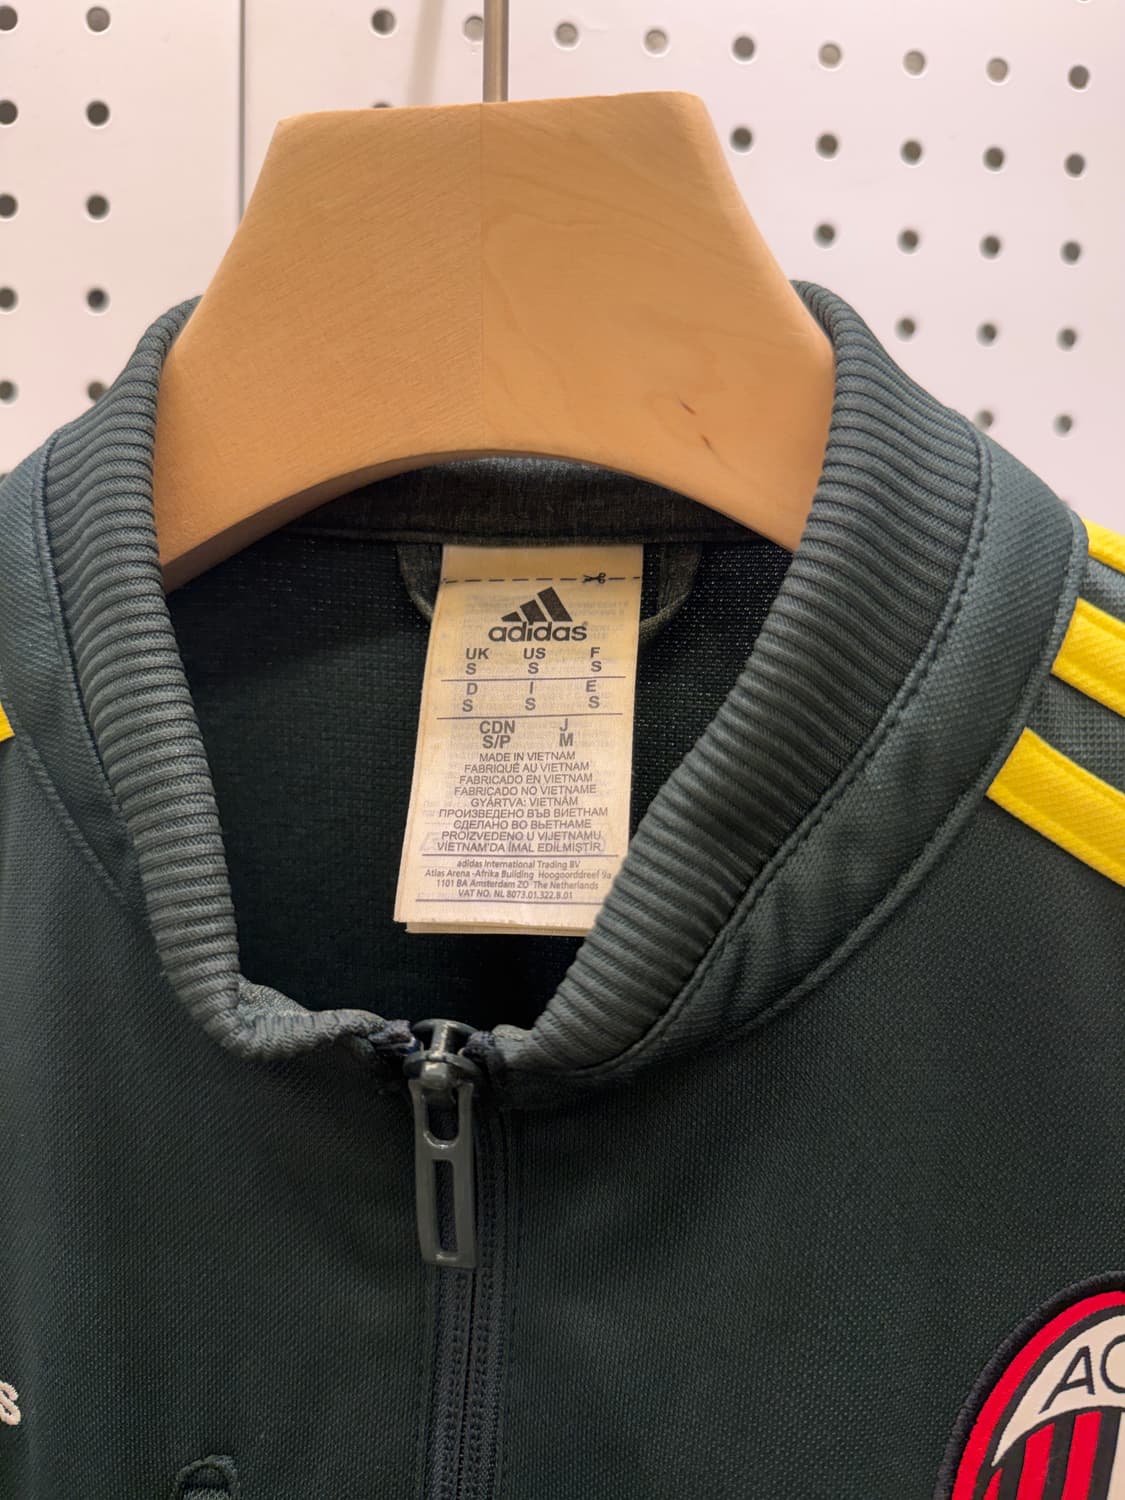 adidas
UK US F
S S S
D I E
S S S
CDN J
S/P M
MADE IN VIETNAM
FABRIQUÉ AU VIETNAM
FABRICADO EN VIETNAM
FABRICADO NO VIETNAME
GYÁRTVA: VIETNÁM
ПРОИЗВЕДЕНО ВЪВ ВИЕТНАМ
СДЕЛАНО ВО ВЬЕТНАМЕ
PROIZVEDENO U VIJETNAMU
VIETNAM'DA İMAL EDİLMİŞTİR
adidas International Trading BV
Atlas Arena -Afrika Building Hoogoorddreef 9a
1101 BA Amsterdam ZO The Netherlands
VAT NO. NL 8073.01.322.B.01
AC
s